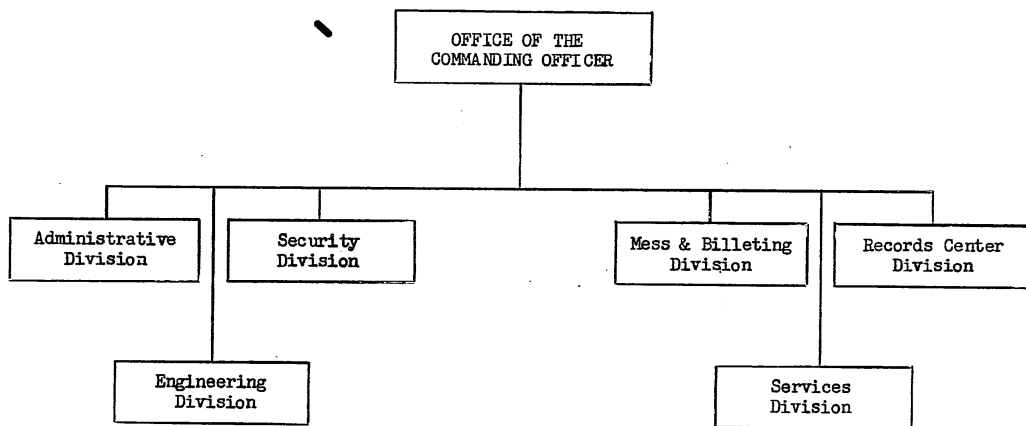 OFFICE OF THE
COMMANDING OFFICER
Administrative
Division
Security
Division
Mess & Billeting
Division
Records Center
Division
Engineering
Division
Services
Division